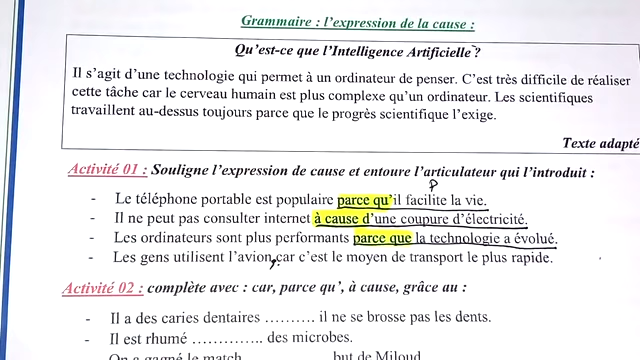 Grammaire : l'expression de la cause :
Qu'est-ce que l'Intelligence Artificielle ?
Il s'agit d'une technologie qui permet à un ordinateur de penser. C'est très difficile de réaliser
cette tâche car le cerveau humain est plus complexe qu'un ordinateur. Les scientifiques
travaillent au-dessus toujours parce que le progrès scientifique l'exige.
Texte adapté
Activité 01 : Souligne l'expression de cause et entoure l'articulateur qui l'introduit :
- Le téléphone portable est populaire parce qu'il facilite la vie.
- Il ne peut pas consulter internet à cause d'une coupure d'électricité.
- Les ordinateurs sont plus performants parce que la technologie a évolué.
- Les gens utilisent l'avion, car c'est le moyen de transport le plus rapide.
Activité 02 : complète avec : car, parce qu', à cause, grâce au :
- Il a des caries dentaires ......... il ne se brosse pas les dents.
- Il est rhumé ............. des microbes.
On a gagné le match but de Miloud